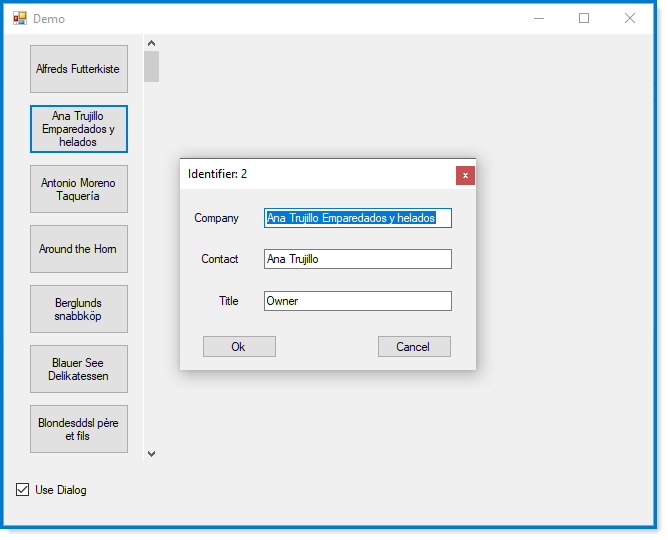 Demo
Alfreds Futterkiste
Ana Trujillo
Emparedados y
helados
Antonio Moreno
Taquería
Around the Horn
Berglunds
snabbköp
Blauer See
Delikatessen
Blondesddsl père
et fils
Use Dialog
Identifier: 2
x
Company
Ana Trujillo Emparedados y helados
Contact
Ana Trujillo
Title
Owner
Ok
Cancel